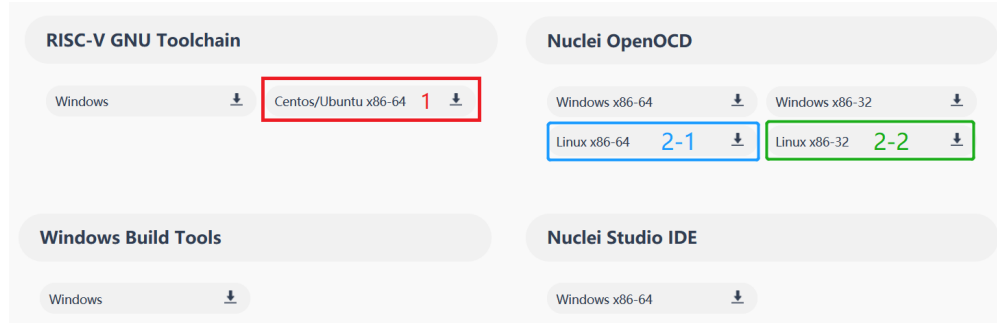 RISC-V GNU Toolchain
Nuclei OpenOCD
Windows
Centos/Ubuntu x86-64 1
Windows x86-64
Windows x86-32
Linux x86-64 2-1
Linux x86-32 2-2
Windows Build Tools
Nuclei Studio IDE
Windows
Windows x86-64